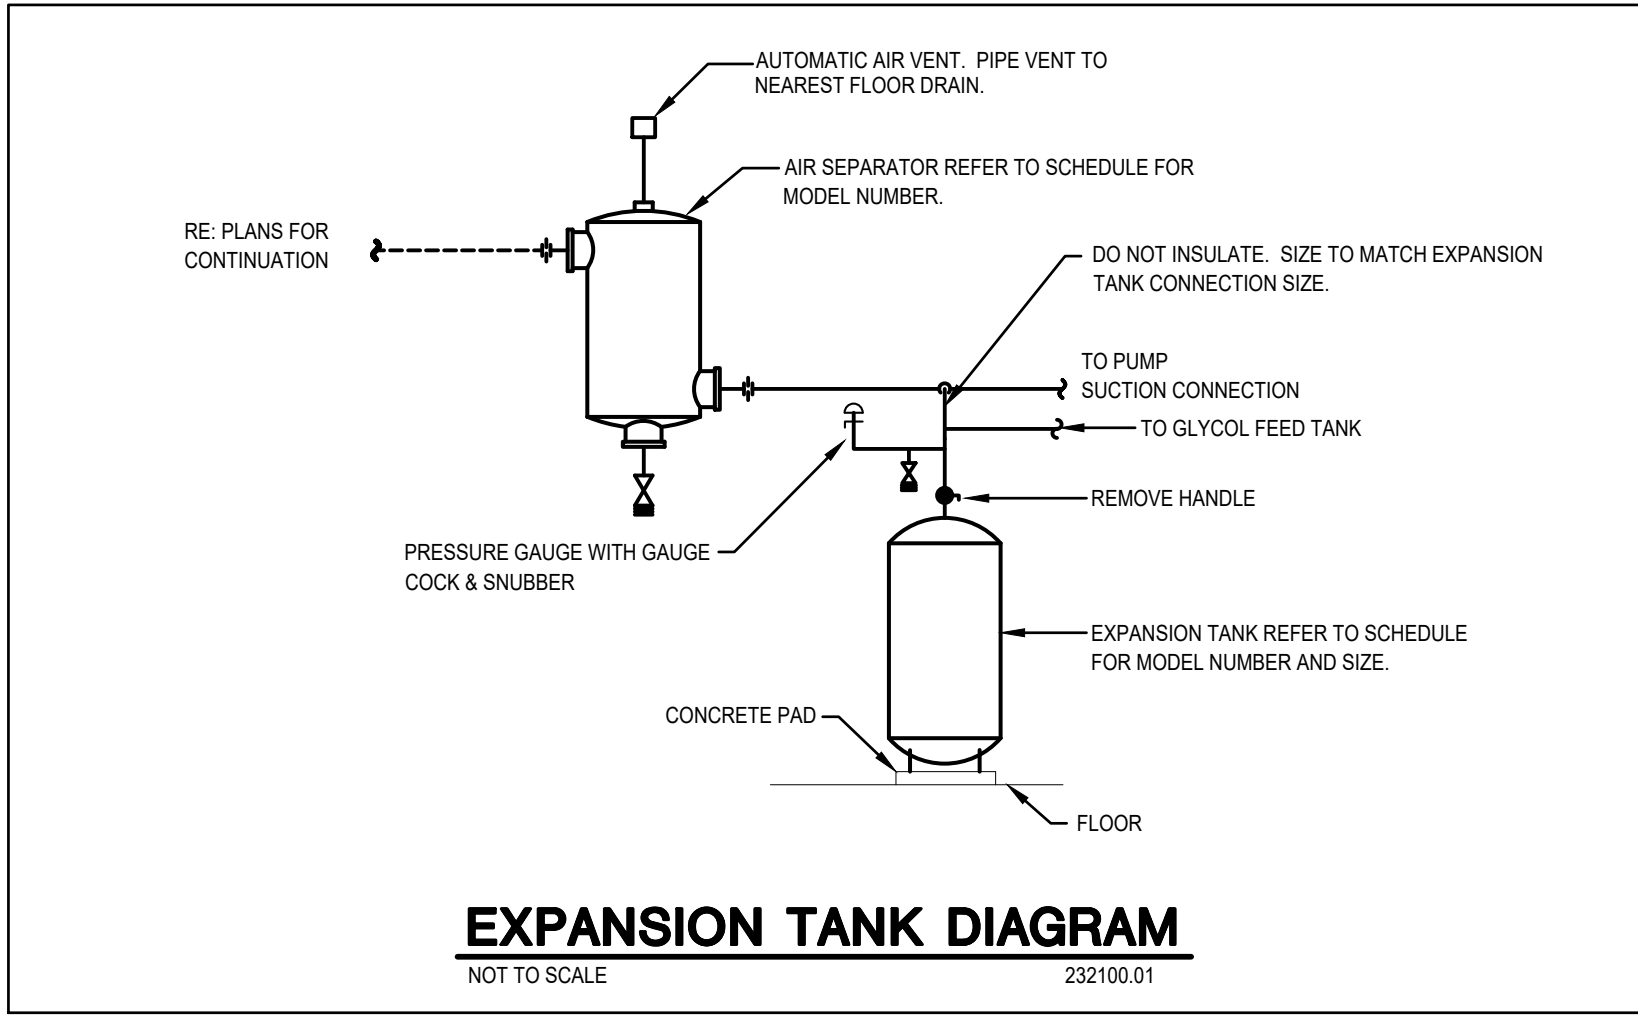 AUTOMATIC AIR VENT. PIPE VENT TO
NEAREST FLOOR DRAIN.
AIR SEPARATOR REFER TO SCHEDULE FOR
MODEL NUMBER.
RE: PLANS FOR
CONTINUATION
DO NOT INSULATE. SIZE TO MATCH EXPANSION
TANK CONNECTION SIZE.
TO PUMP
SUCTION CONNECTION
TO GLYCOL FEED TANK
REMOVE HANDLE
PRESSURE GAUGE WITH GAUGE
COCK & SNUBBER
EXPANSION TANK REFER TO SCHEDULE
FOR MODEL NUMBER AND SIZE.
CONCRETE PAD
FLOOR
EXPANSION TANK DIAGRAM
NOT TO SCALE
232100.01